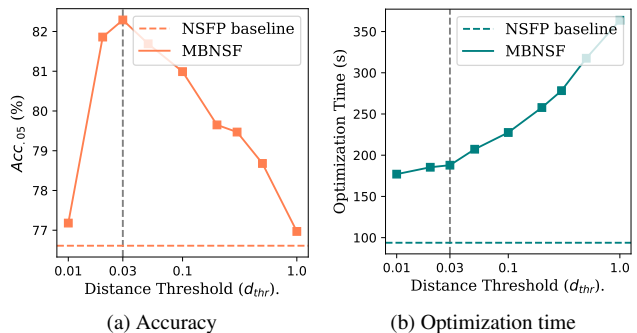 82
81
80
79
78
77
Acc.05 (%)
NSFP baseline
MBNSF
0.01
0.03
0.1
1.0
Distance Threshold (dthr).
(a) Accuracy
350
300
250
200
150
100
Optimization Time (s)
NSFP baseline
MBNSF
0.01
0.03
0.1
1.0
Distance Threshold (dthr).
(b) Optimization time